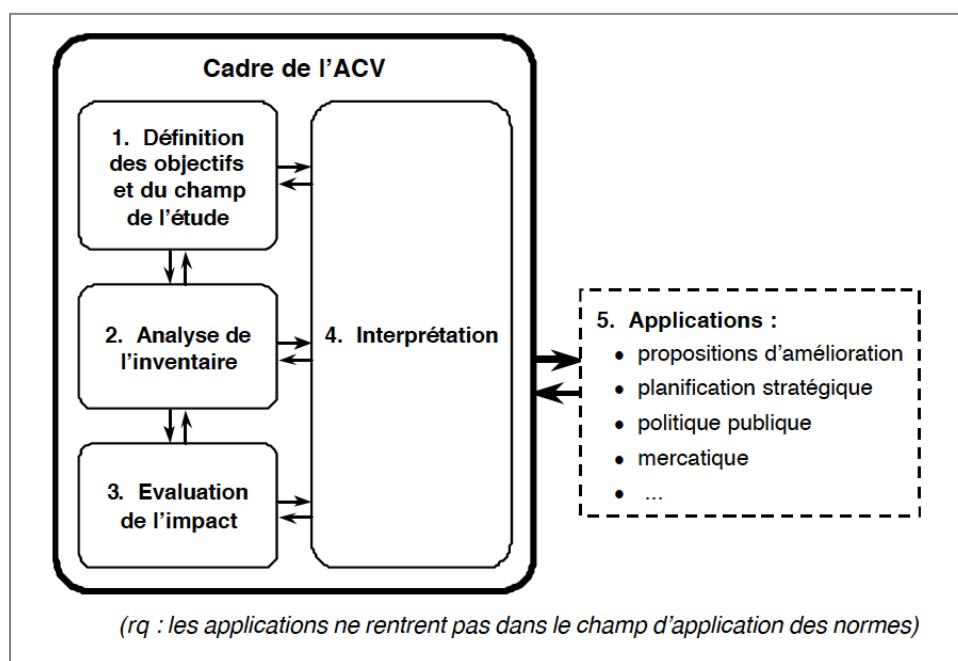 Cadre de l’ACV
1. Définition
des objectifs
et du champ
de l’étude
2. Analyse de
l’inventaire
3. Evaluation
de l’impact
4. Interprétation
5. Applications :
• propositions d’amélioration
• planification stratégique
• politique publique
• mercatique
• ...
(rq : les applications ne rentrent pas dans le champ d’application des normes)